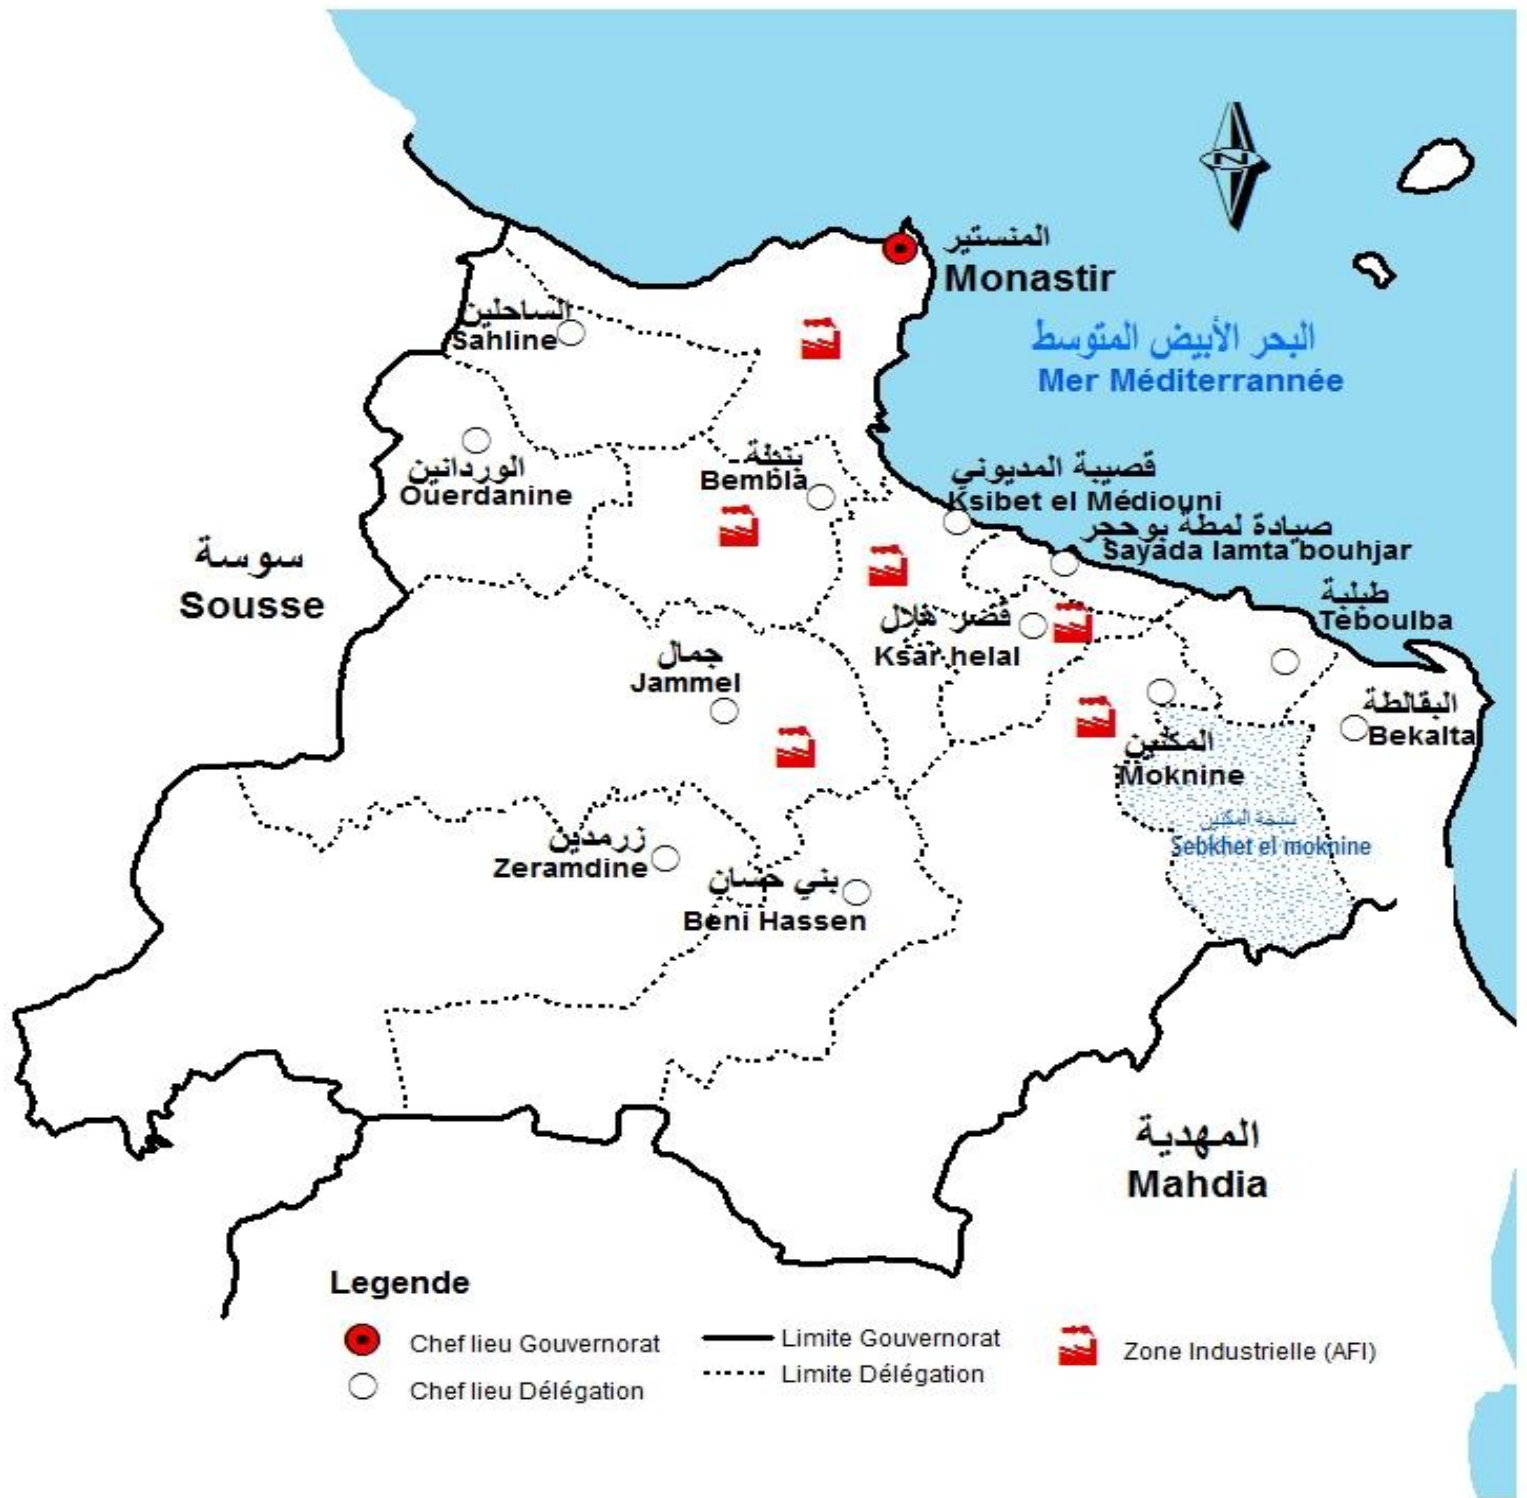 المنستير
Monastir
البحر الأبيض المتوسط
Mer Méditerrannée
الساحلين
Sahline
الوردانين
Ouerdanine
بنبلة
Bembla
قصيبة المديوني
Ksibet el Médiouni
صيادة لمطة بوحجر
Sayada lamta bouhjar
طبلبة
Teboulba
سوسة
Sousse
قصر هلال
Ksar helal
جمال
Jammel
البقالطة
Bekalta
المكنين
Moknine
سبخة المكنين
Sebkhet el moknine
زرمدين
Zeramdine
بني حسان
Beni Hassen
المهدية
Mahdia
N
Legende
Chef lieu Gouvernorat
Chef lieu Délégation
Limite Gouvernorat
Limite Délégation
Zone Industrielle (AFI)